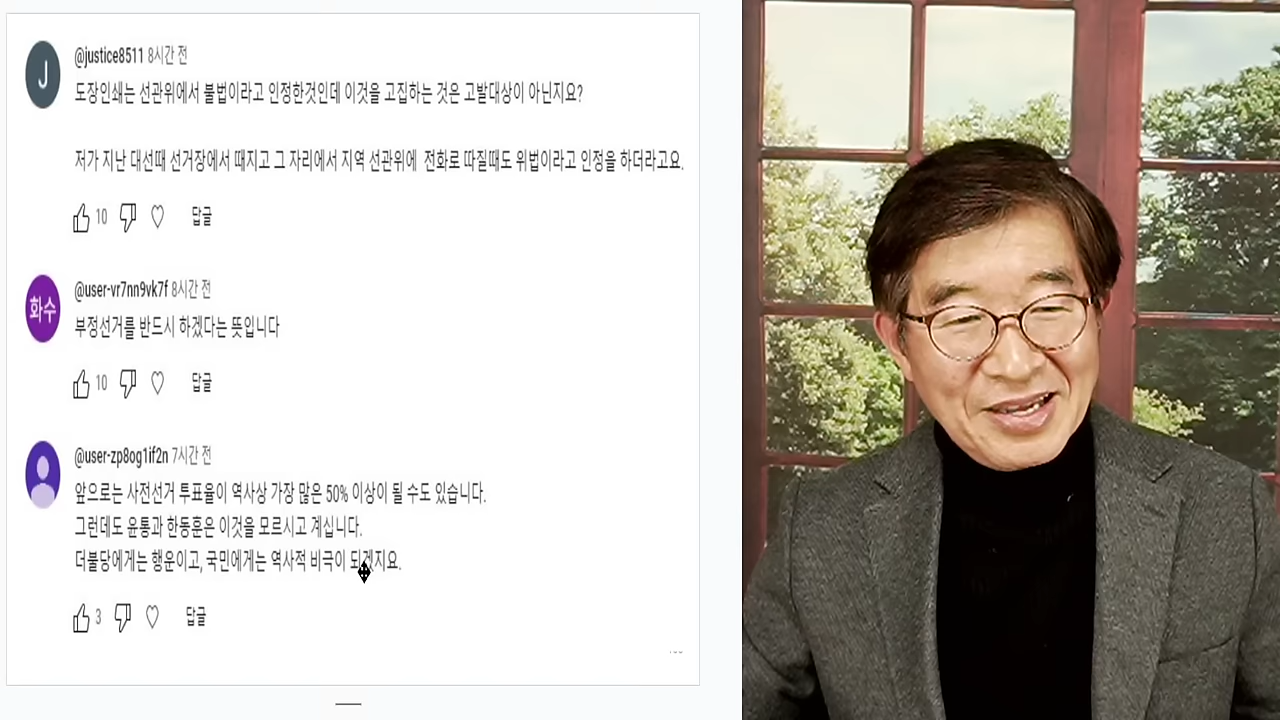 J
@justice8511 8시간 전
도장인쇄는 선관위에서 불법이라고 인정한것인데 이것을 고집하는 것은 고발대상이 아닌지요?
저가 지난 대선때 선거장에서 때지고 그 자리에서 지역 선관위에 전화로 따질때도 위법이라고 인정을 하더라고요.
10 답글
화수
@user-vr7nn9vk7f 8시간 전
부정선거를 반드시 하겠다는 뜻입니다
10 답글
@user-zp8og1if2n 7시간 전
앞으로는 사전선거 투표율이 역사상 가장 많은 50% 이상이 될 수도 있습니다.
그런데도 윤통과 한동훈은 이것을 모르시고 계십니다.
더불당에게는 행운이고, 국민에게는 역사적 비극이 되겠지요.
3 답글